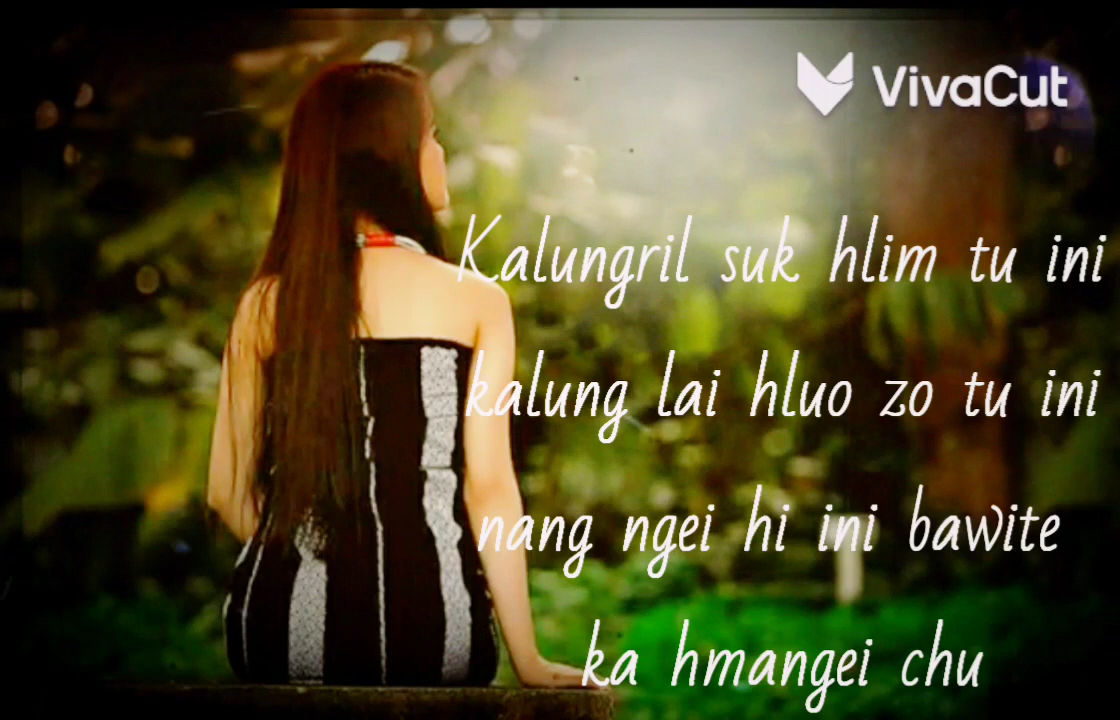 VivaCut
Kalungril suk hlim tu ini
kalung lai hluo zo tu ini
nang ngei hi ini bawite
ka hmangei chu